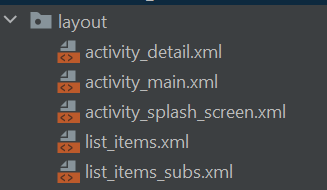 layout
activity_detail.xml
activity_main.xml
activity_splash_screen.xml
list_items.xml
list_items_subs.xml